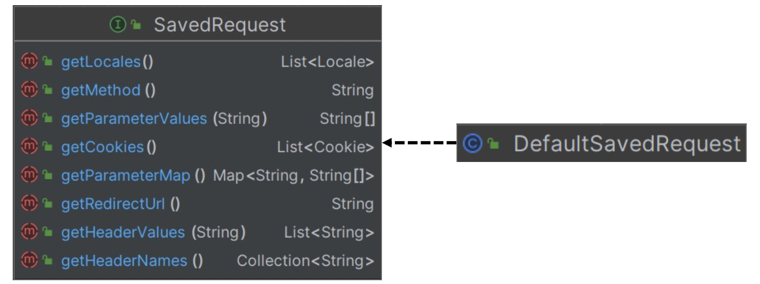 SavedRequest
getLocales() List<Locale>
getMethod () String
getParameterValues (String) String[]
getCookies() List<Cookie>
getParameterMap () Map<String, String[]>
getRedirectUrl () String
getHeaderValues (String) List<String>
getHeaderNames () Collection<String>
DefaultSavedRequest